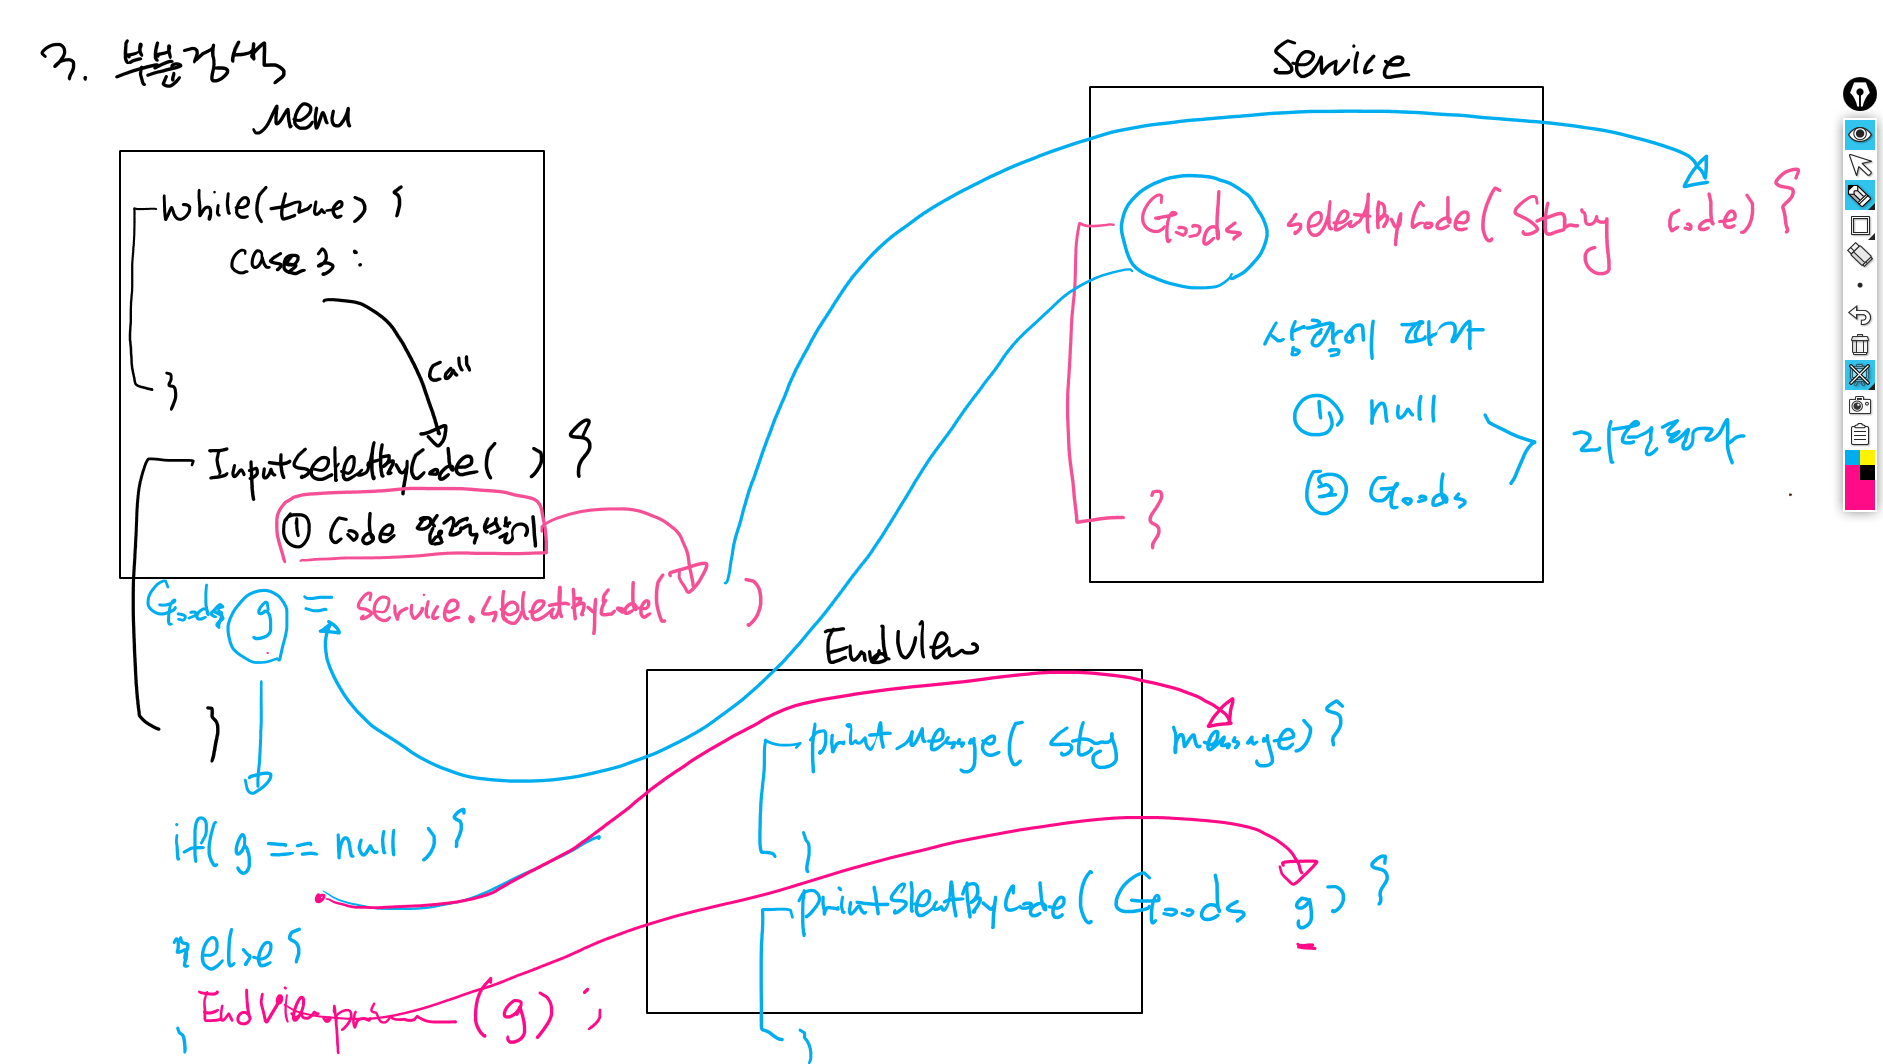 3. 부분검색
Menu
while(true) {
case 3 :
}
call
InputSelectByCode( ) {
① Code 입력받기
Goods g = service.selectByCode( )
}
if( g == null ) {
}else{
EndView.prin (g) ;
}
Service
Goods selectByCode( String code) {
상황에 따라
① null
② Goods
리턴한다
}
EndView
printMessage( String message) {
}
printSlectByCode( Goods g) {
}